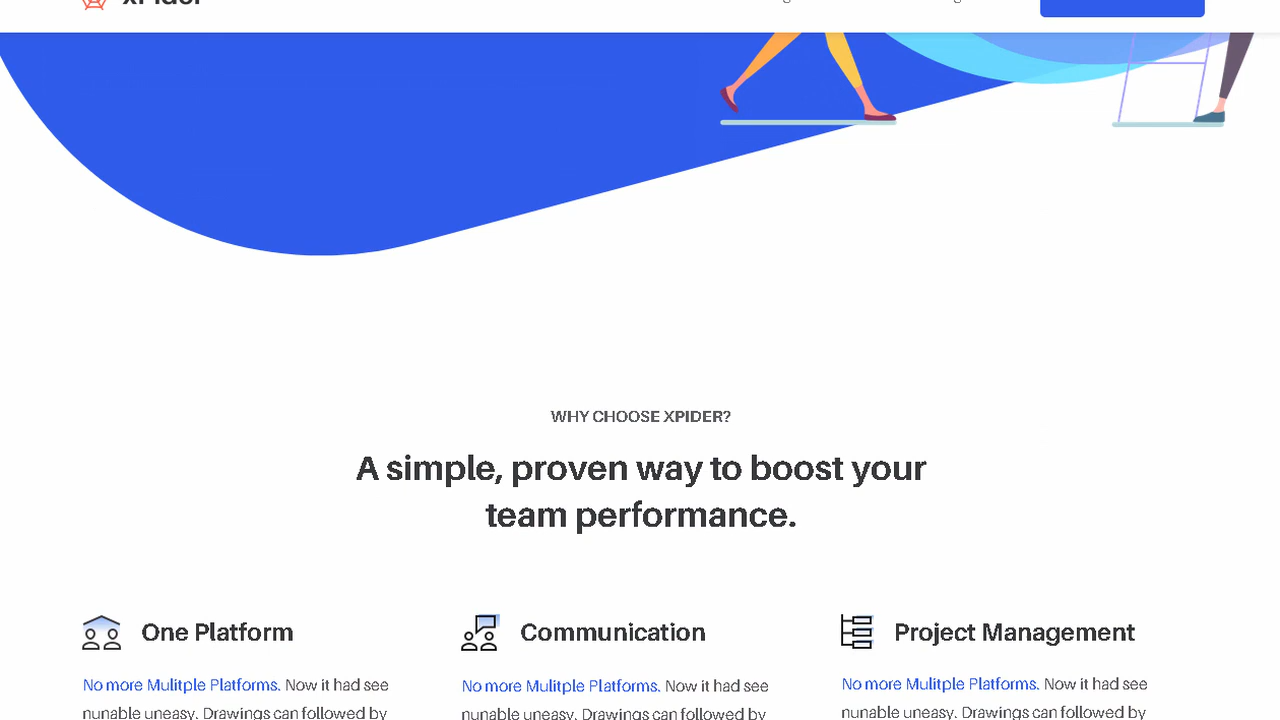 xPider
WHY CHOOSE XPIDER?
A simple, proven way to boost your
team performance.
One Platform
Communication
Project Management
No more Mulitple Platforms. Now it had see
nunable uneasy. Drawings can followed by
No more Mulitple Platforms. Now it had see
nunable uneasy. Drawings can followed by
No more Mulitple Platforms. Now it had see
nunable uneasy. Drawings can followed by